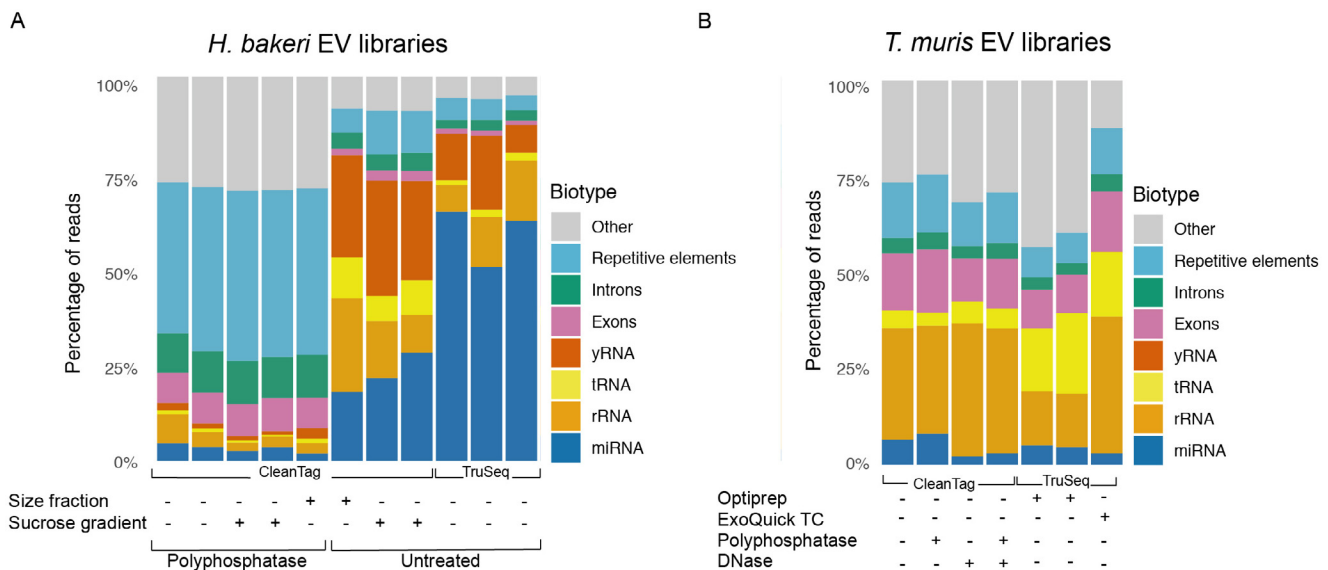 A
H. bakeri EV libraries
100%
75%
50%
25%
0%
Percentage of reads
Biotype
Other
Repetitive elements
Introns
Exons
yRNA
tRNA
rRNA
miRNA
CleanTag TruSeq
Size fraction - - - - + + - - - - -
Sucrose gradient - - + + - - + + - - -
Polyphosphatase Untreated
B
T. muris EV libraries
100%
75%
50%
25%
0%
Percentage of reads
Biotype
Other
Repetitive elements
Introns
Exons
yRNA
tRNA
rRNA
miRNA
CleanTag TruSeq
Optiprep - - - - + + -
ExoQuick TC - - - - - - +
Polyphosphatase - + - + - - -
DNase - - + + - - -